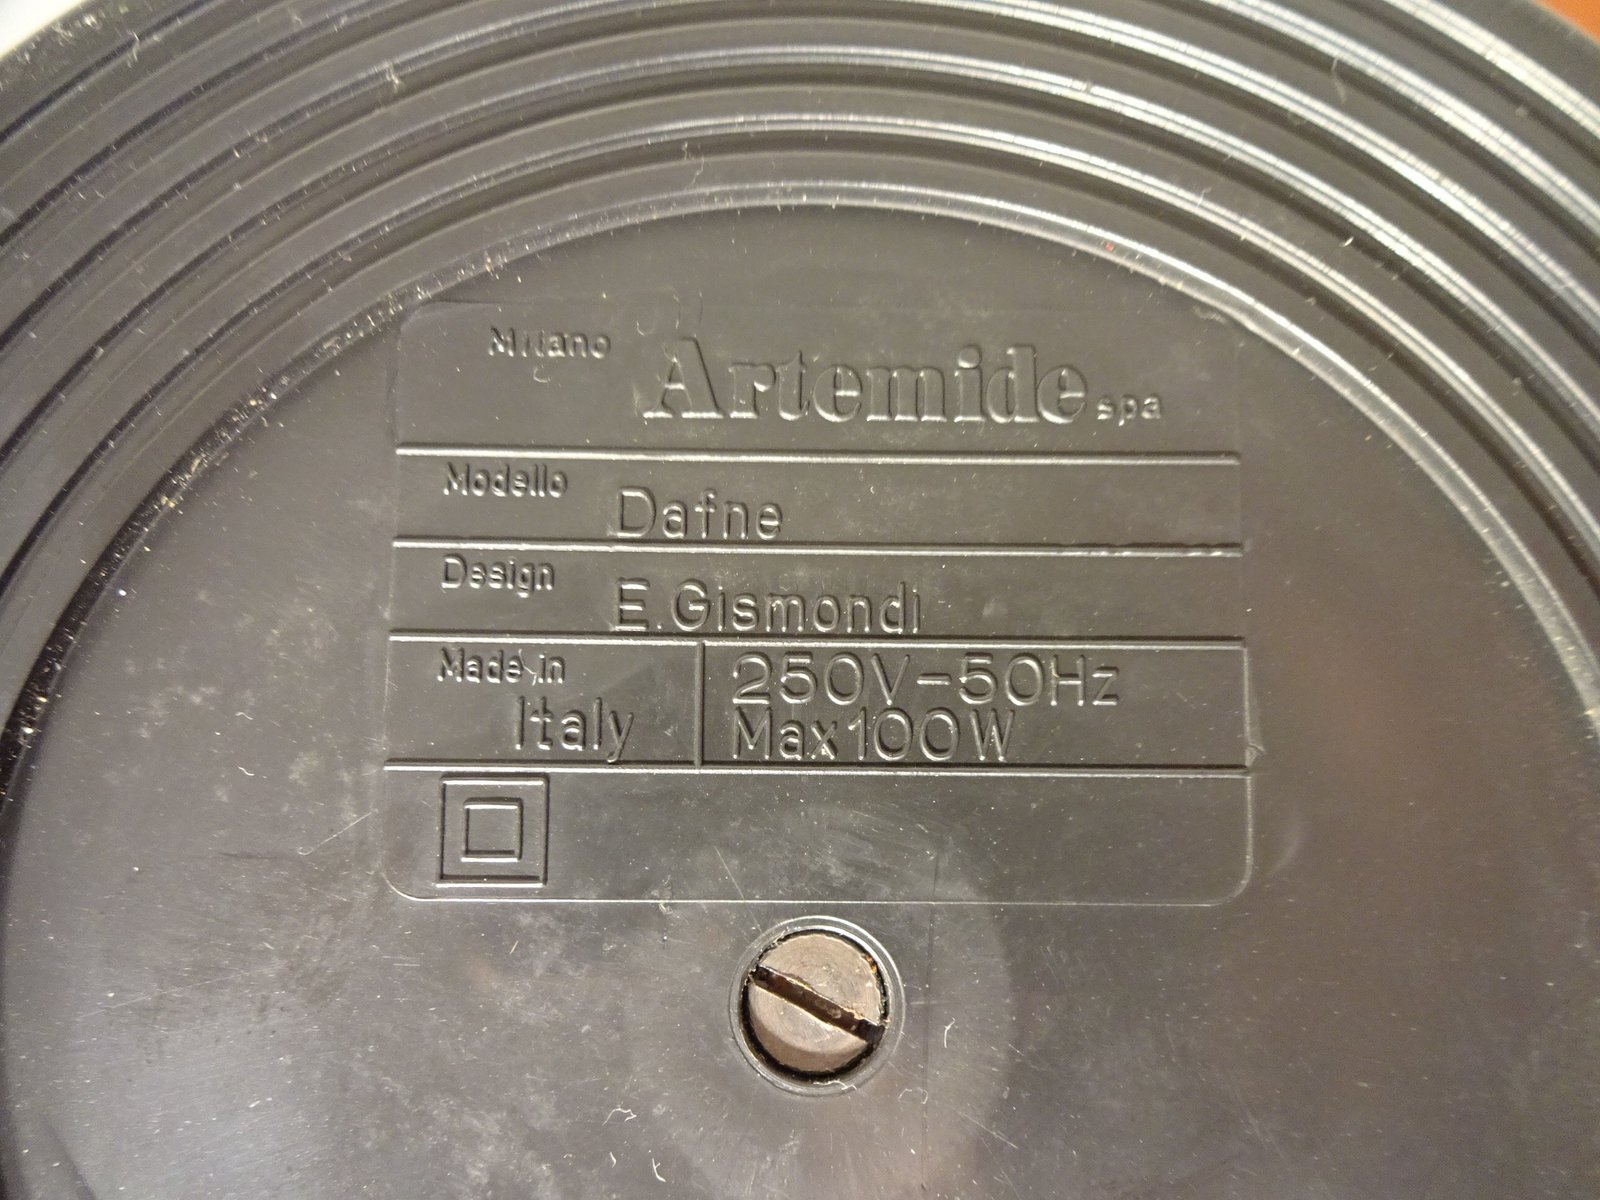 Milano Artemide spa
Modello Dafne
Design E. Gismondi
Made in
Italy
250V-50Hz
Max 100W